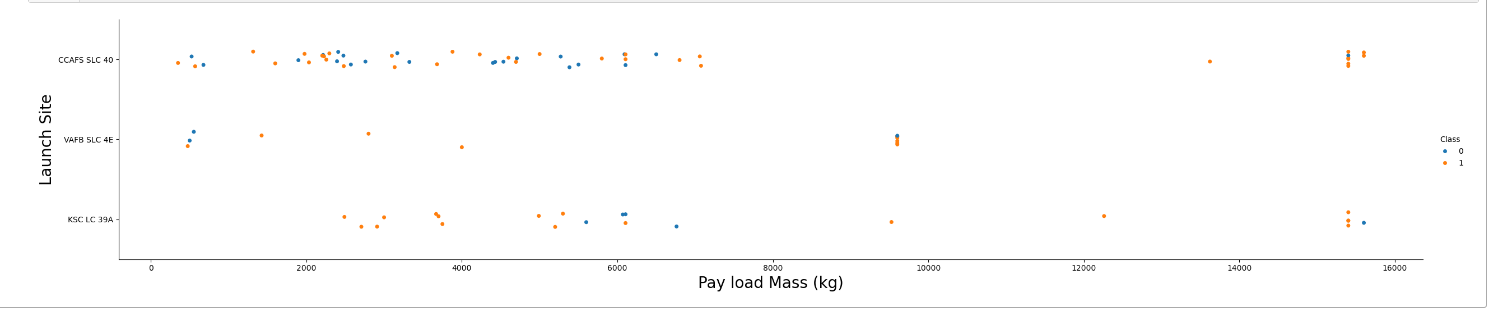 Launch Site
CCAFS SLC 40
VAFB SLC 4E
KSC LC 39A
0 2000 4000 6000 8000 10000 12000 14000 16000
Pay load Mass (kg)
Class
0
1